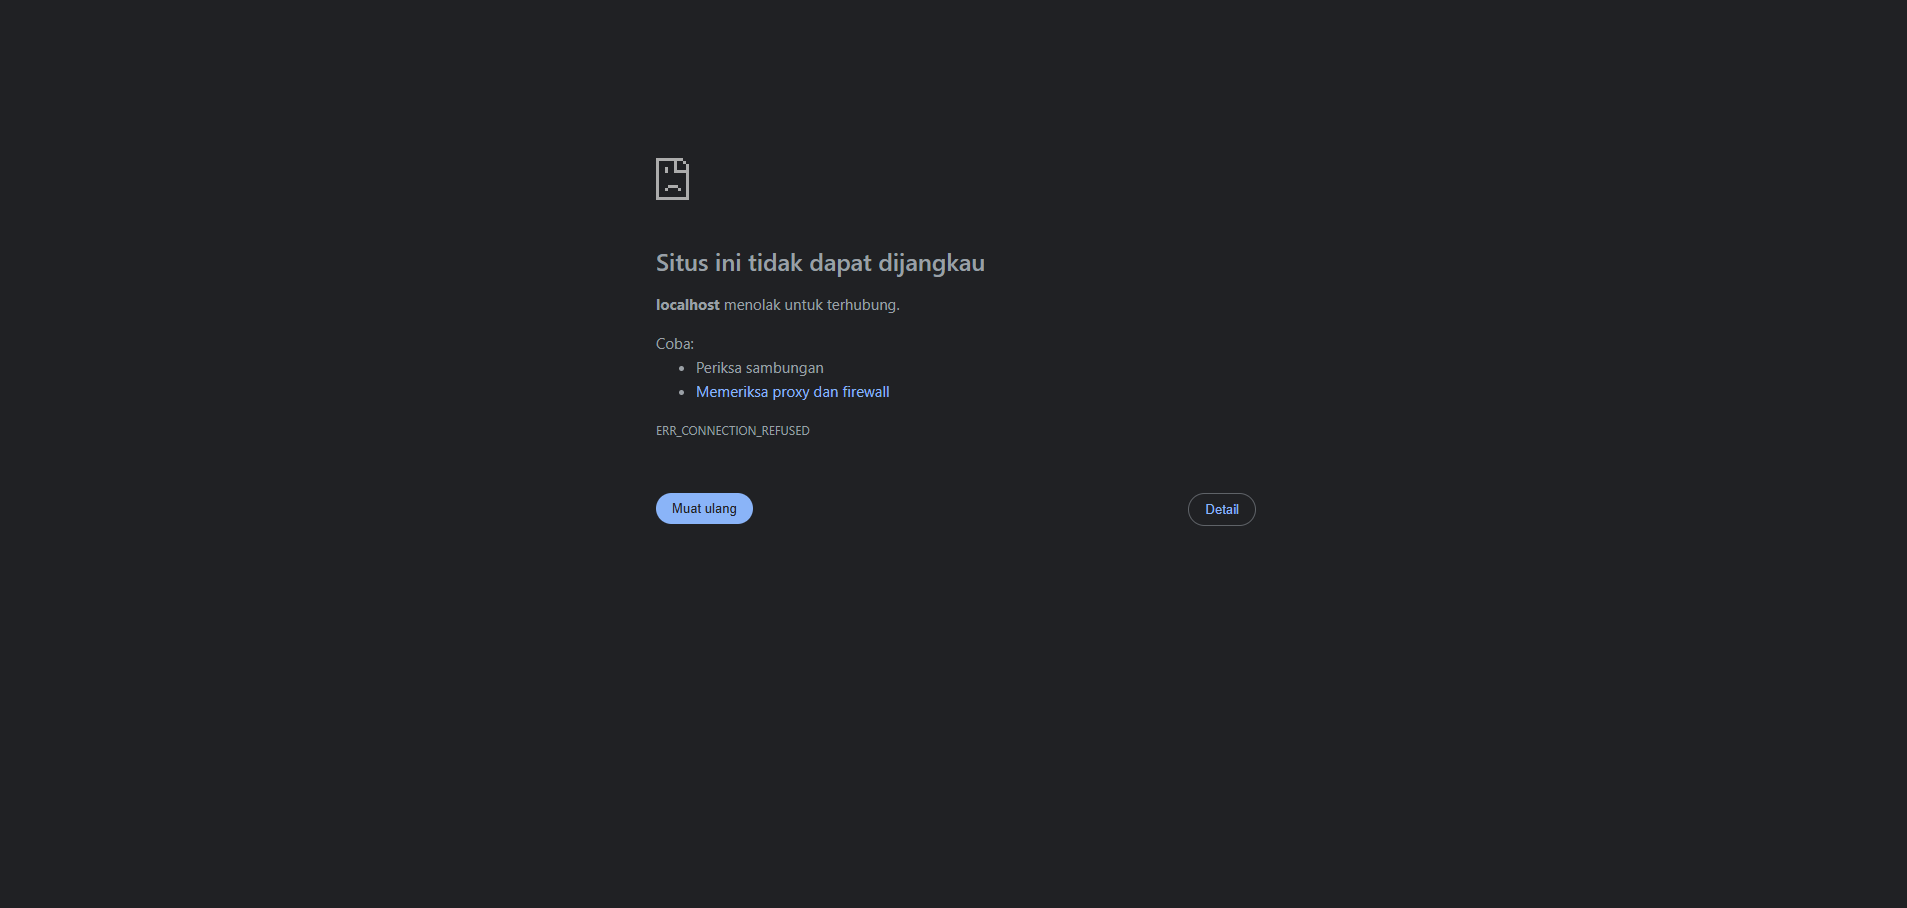 Situs ini tidak dapat dijangkau
localhost menolak untuk terhubung.
Coba:
Periksa sambungan
Memeriksa proxy dan firewall
ERR_CONNECTION_REFUSED
Muat ulang
Detail